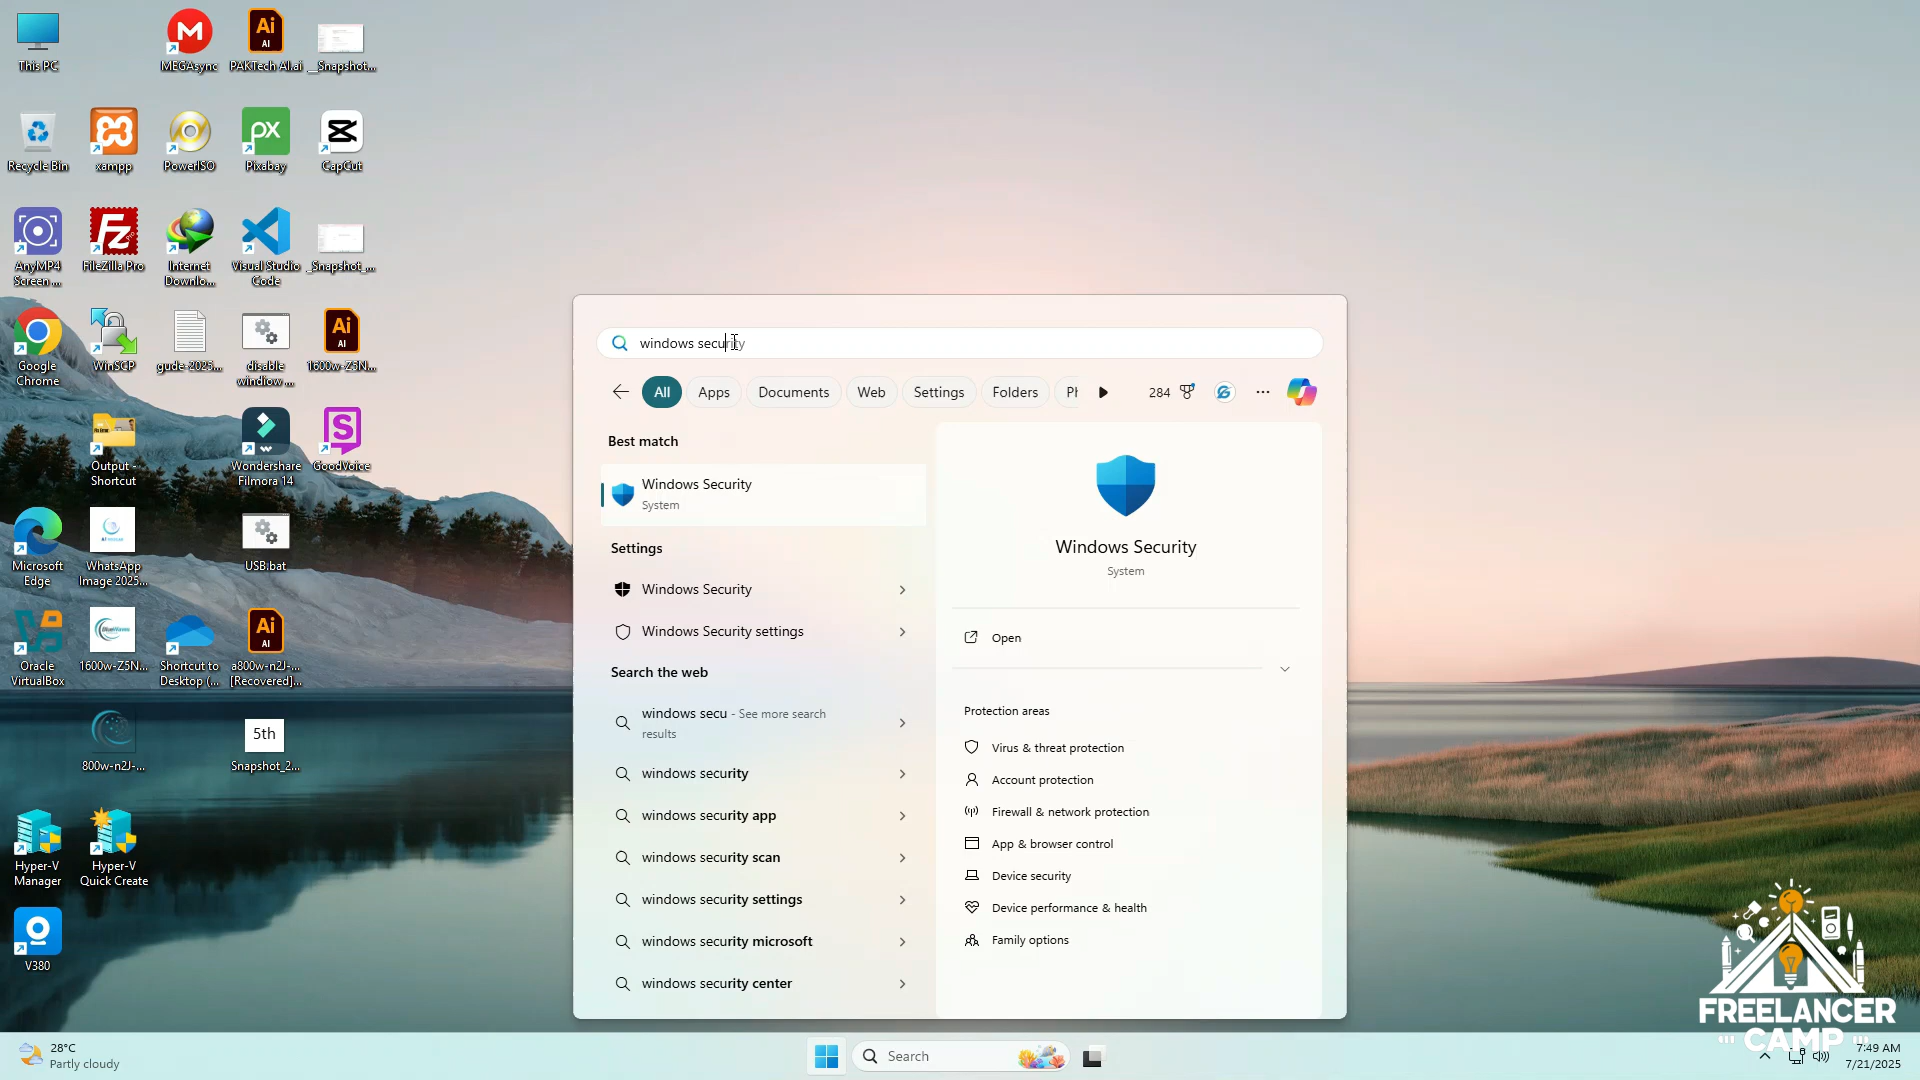 This PC
MEGAsync
PAKTech AI.ai
__Snapshot...
Recycle Bin
xampp
PowerISO
Pixabay
CapCut
AnyMP4
Screen ...
FileZilla Pro
Internet
Downlo...
Visual Studio
Code
_Snapshot_...
Google
Chrome
WinSCP
gude-2025...
disable
windiow ...
1600w-Z5N...
Output -
Shortcut
Wondershare
Filmora 14
GoodVoice
Microsoft
Edge
WhatsApp
Image 2025...
USB.bat
Oracle
VirtualBox
1600w-Z5N...
Shortcut to
Desktop (...
a800w-n2J-...
[Recovered]...
800w-n2J-...
5th
Snapshot_2...
Hyper-V
Manager
Hyper-V
Quick Create
V380
windows security
All
Apps
Documents
Web
Settings
Folders
284
Best match
Windows Security
System
Settings
Windows Security
Windows Security settings
Search the web
windows secu - See more search
results
windows security
windows security app
windows security scan
windows security settings
windows security microsoft
windows security center
Windows Security
System
Open
Protection areas
Virus & threat protection
Account protection
Firewall & network protection
App & browser control
Device security
Device performance & health
Family options
FREELANCER
CAMP
28°C
Partly cloudy
Search
7:49 AM
7/21/2025